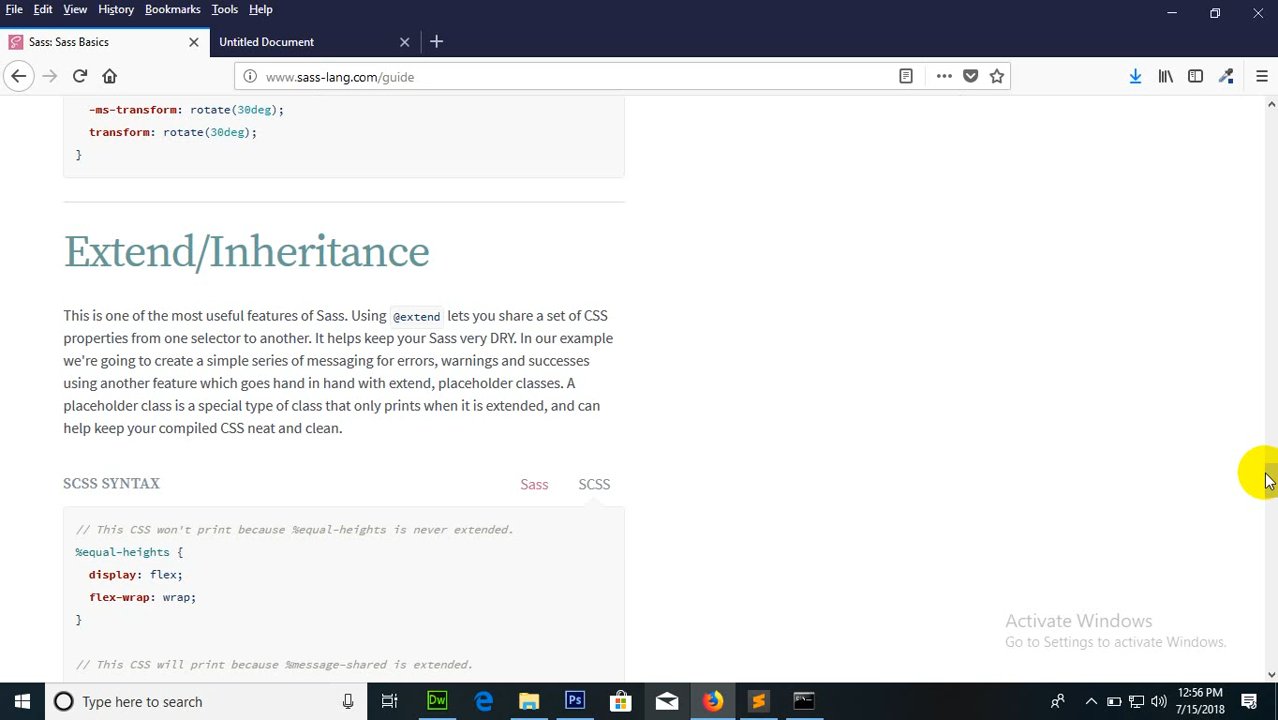 File Edit View History Bookmarks Tools Help
Sass: Sass Basics
Untitled Document
www.sass-lang.com/guide
-ms-transform: rotate(30deg);
transform: rotate(30deg);
}
Extend/Inheritance
This is one of the most useful features of Sass. Using @extend lets you share a set of CSS
properties from one selector to another. It helps keep your Sass very DRY. In our example
we're going to create a simple series of messaging for errors, warnings and successes
using another feature which goes hand in hand with extend, placeholder classes. A
placeholder class is a special type of class that only prints when it is extended, and can
help keep your compiled CSS neat and clean.
SCSS SYNTAX
Sass SCSS
// This CSS won't print because %equal-heights is never extended.
%equal-heights {
display: flex;
flex-wrap: wrap;
}
// This CSS will print because %message-shared is extended.
Activate Windows
Go to Settings to activate Windows.
Type here to search
Dw
Ps
12:56 PM
7/15/2018